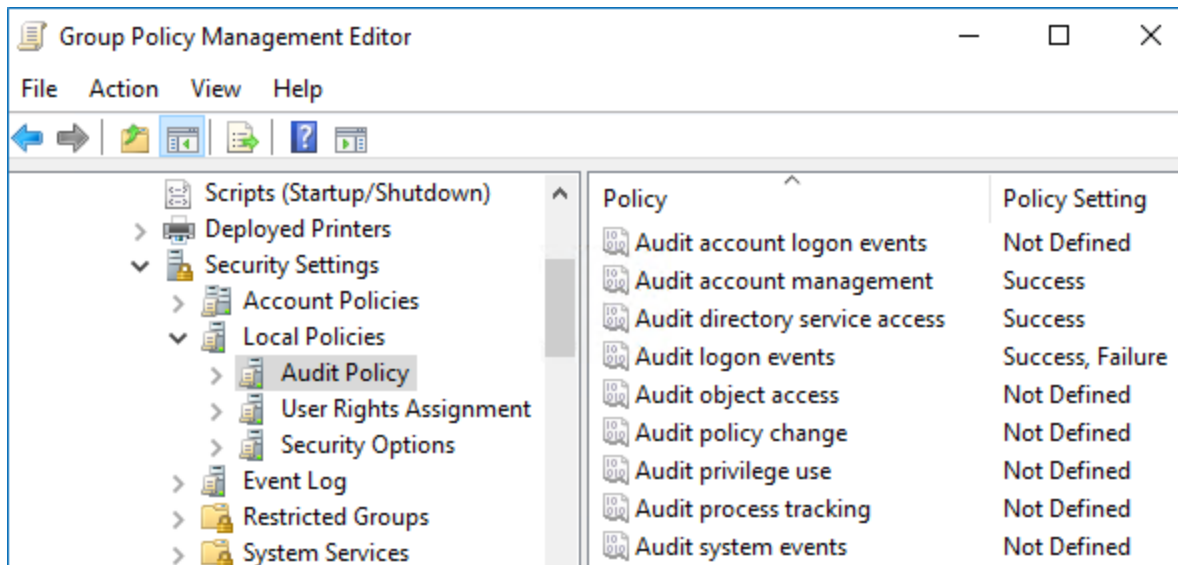 Group Policy Management Editor
File Action View Help
Scripts (Startup/Shutdown)
Deployed Printers
Security Settings
Account Policies
Local Policies
Audit Policy
User Rights Assignment
Security Options
Event Log
Restricted Groups
System Services
Policy Policy Setting
Audit account logon events Not Defined
Audit account management Success
Audit directory service access Success
Audit logon events Success, Failure
Audit object access Not Defined
Audit policy change Not Defined
Audit privilege use Not Defined
Audit process tracking Not Defined
Audit system events Not Defined